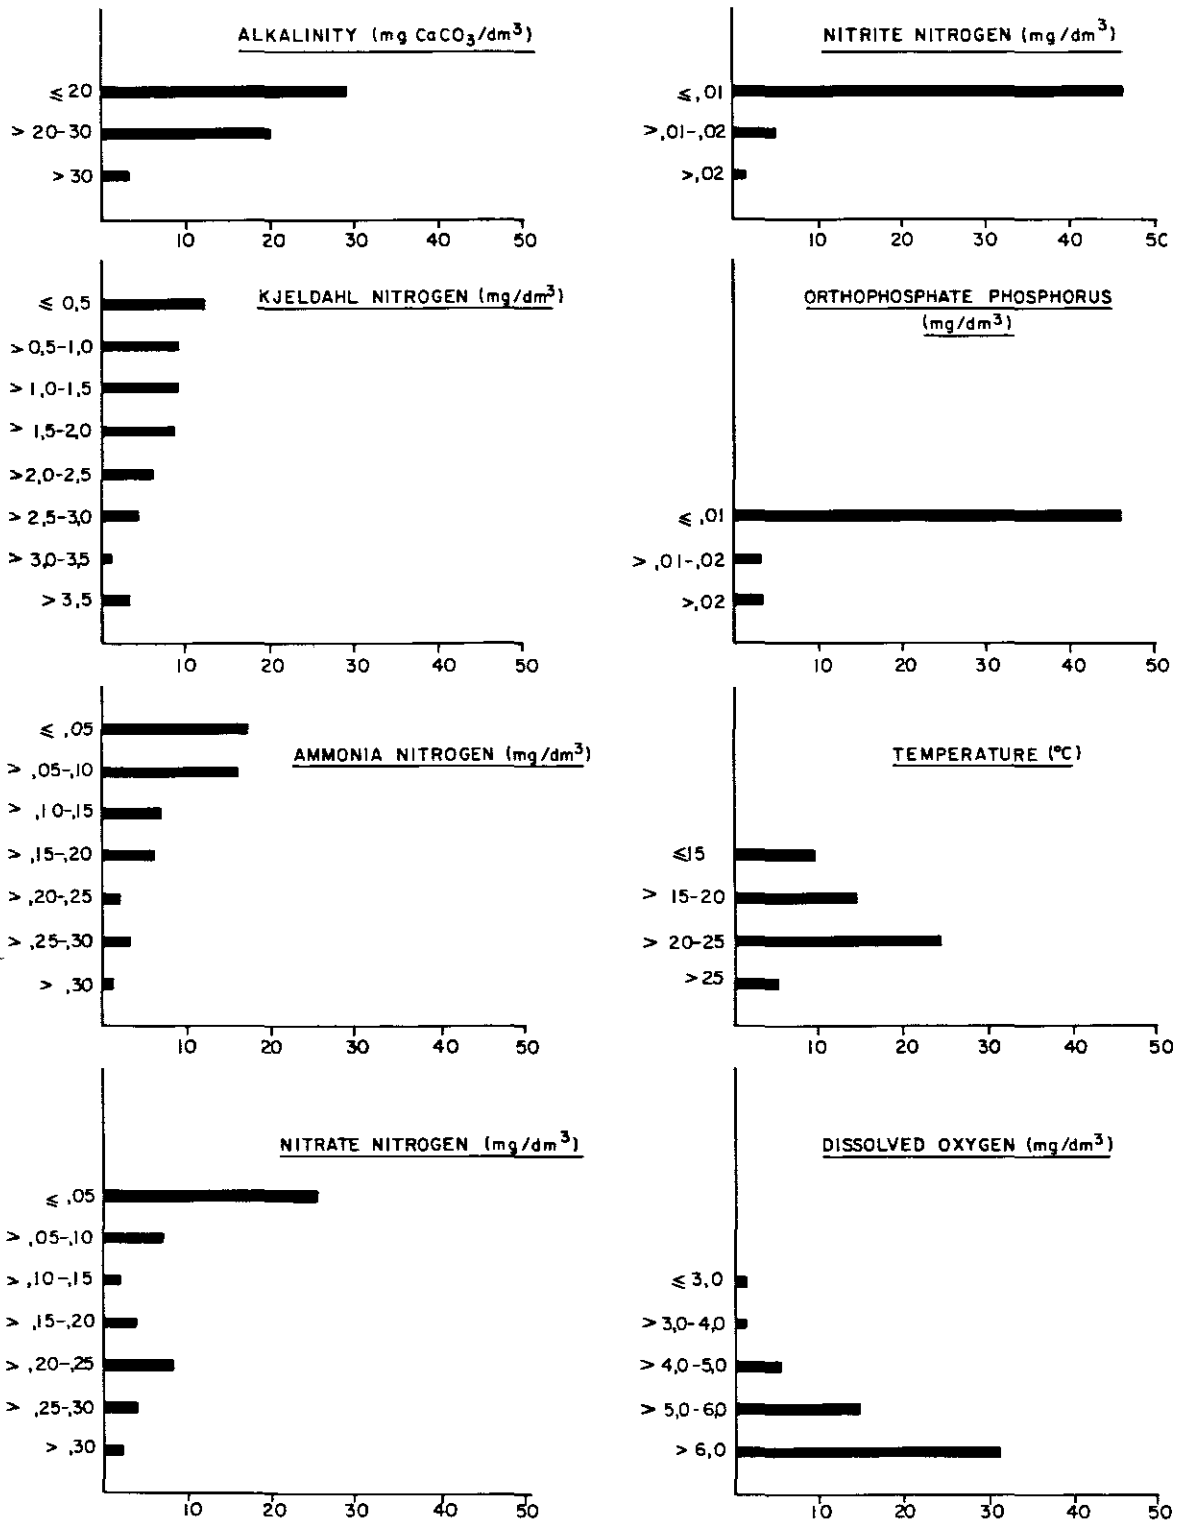 ALKALINITY (mg CaCO3/dm3)
⩽ 20
> 20-30
> 30
10 20 30 40 50
NITRITE NITROGEN (mg/dm3)
⩽,01
>,01-,02
>,02
10 20 30 40 50
KJELDAHL NITROGEN (mg/dm3)
⩽ 0,5
> 0,5-1,0
> 1,0-1,5
> 1,5-2,0
>2,0-2,5
> 2,5-3,0
> 3,0-3,5
> 3,5
10 20 30 40 50
ORTHOPHOSPHATE PHOSPHORUS
(mg/dm3)
⩽ ,01
> ,01-,02
>,02
10 20 30 40 50
AMMONIA NITROGEN (mg/dm3)
⩽ ,05
> ,05-,10
> ,10-,15
> ,15-,20
> ,20-,25
> ,25-,30
> ,30
10 20 30 40 50
TEMPERATURE (°C)
⩽15
> 15-20
> 20-25
>25
10 20 30 40 50
NITRATE NITROGEN (mg/dm3)
⩽ ,05
> ,05-,10
> ,10-,15
> ,15-,20
> ,20-,25
> ,25-,30
> ,30
10 20 30 40 50
DISSOLVED OXYGEN (mg/dm3)
⩽ 3,0
> 3,0-4,0
> 4,0-5,0
> 5,0-6,0
> 6,0
10 20 30 40 50